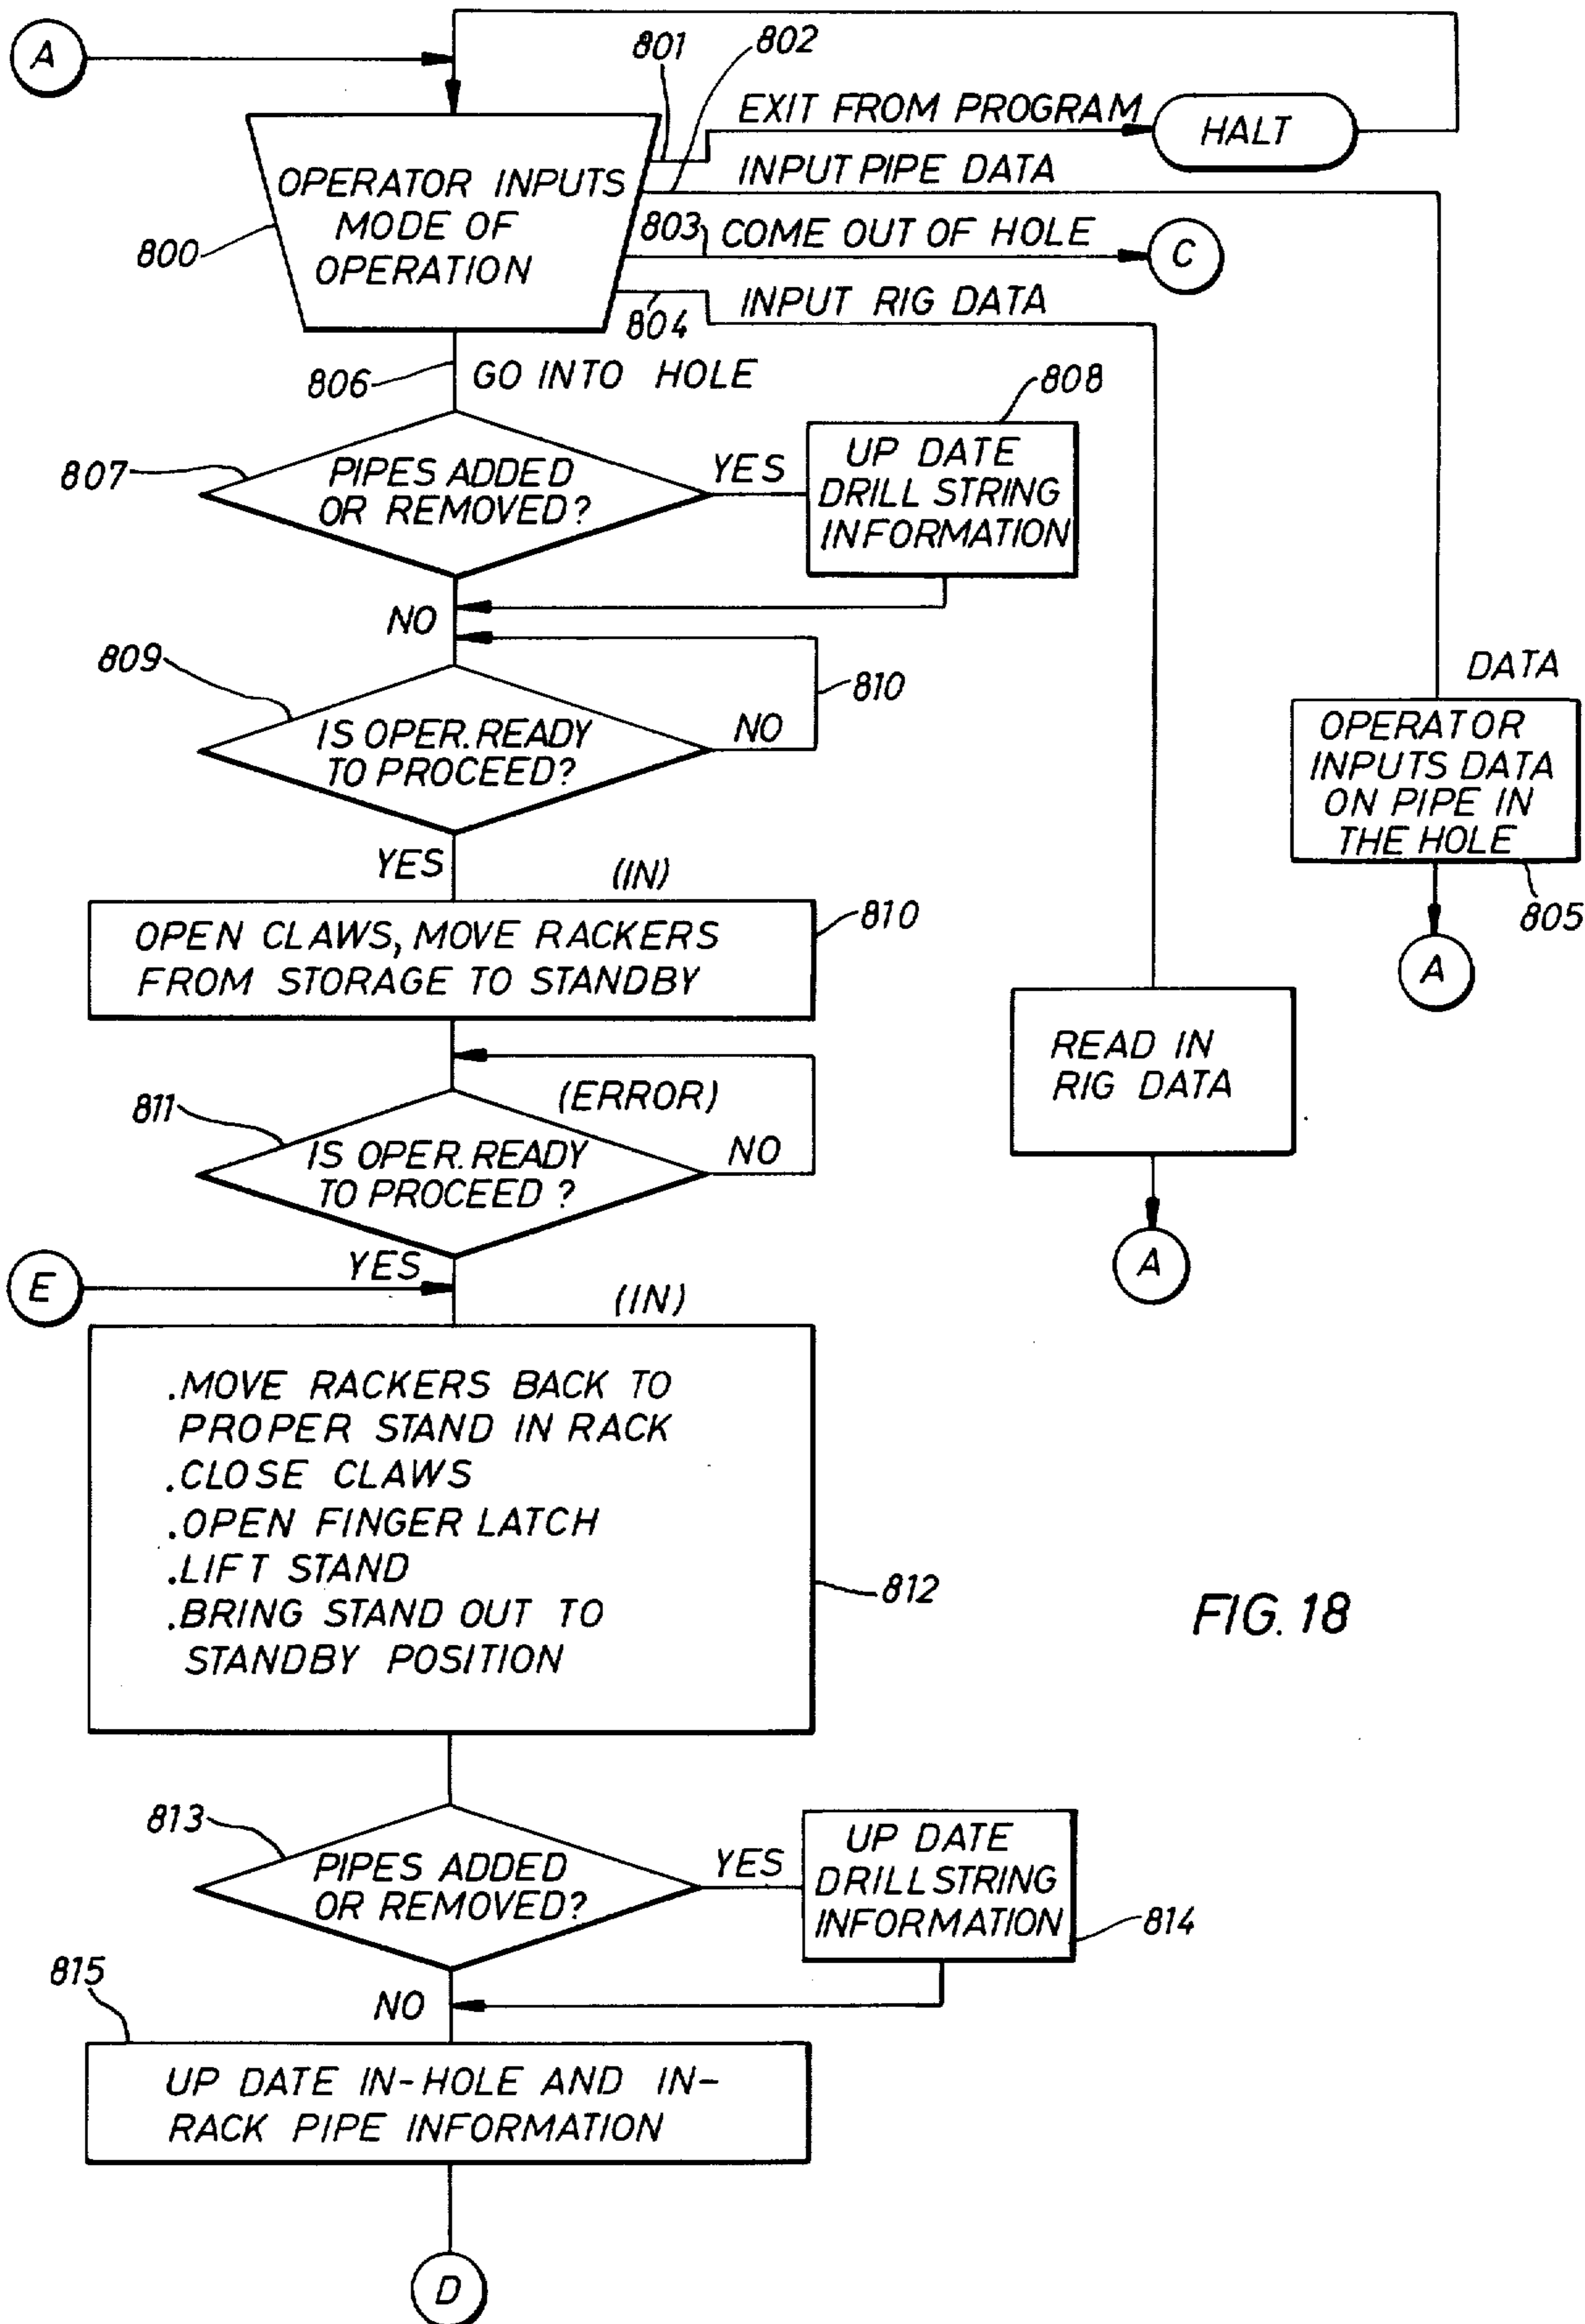 A
801
802
EXIT FROM PROGRAM
HALT
INPUT PIPE DATA
OPERATOR INPUTS
MODE OF
OPERATION
800
803
COME OUT OF HOLE
C
804
INPUT RIG DATA
806
GO INTO HOLE
808
807
PIPES ADDED
OR REMOVED?
YES
UP DATE
DRILL STRING
INFORMATION
NO
809
810
IS OPER. READY
TO PROCEED?
NO
DATA
OPERATOR
INPUTS DATA
ON PIPE IN
THE HOLE
805
A
YES
(IN)
OPEN CLAWS, MOVE RACKERS
FROM STORAGE TO STANDBY
810
READ IN
RIG DATA
A
811
(ERROR)
IS OPER. READY
TO PROCEED ?
NO
YES
E
(IN)
.MOVE RACKERS BACK TO
PROPER STAND IN RACK
.CLOSE CLAWS
.OPEN FINGER LATCH
.LIFT STAND
.BRING STAND OUT TO
STANDBY POSITION
812
FIG. 18
813
PIPES ADDED
OR REMOVED?
YES
UP DATE
DRILL STRING
INFORMATION
814
815
NO
UP DATE IN-HOLE AND IN-
RACK PIPE INFORMATION
D